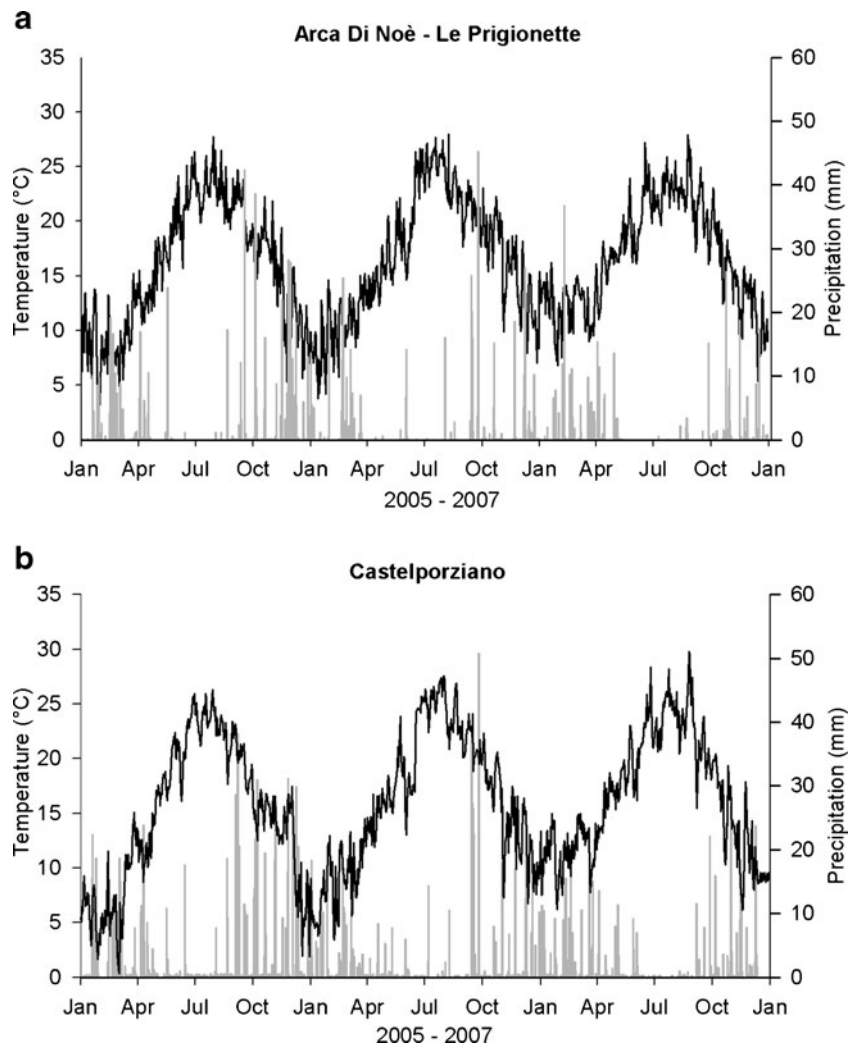 a
Arca Di Noè - Le Prigionette
35 60
30 50
25 40
20
15 30
10 20
5 10
0 0
Temperature (°C)
Precipitation (mm)
Jan Apr Jul Oct Jan Apr Jul Oct Jan Apr Jul Oct Jan
2005 - 2007
b
Castelporziano
35 60
30 50
25 40
20
15 30
10 20
5 10
0 0
Temperature (°C)
Precipitation (mm)
Jan Apr Jul Oct Jan Apr Jul Oct Jan Apr Jul Oct Jan
2005 - 2007